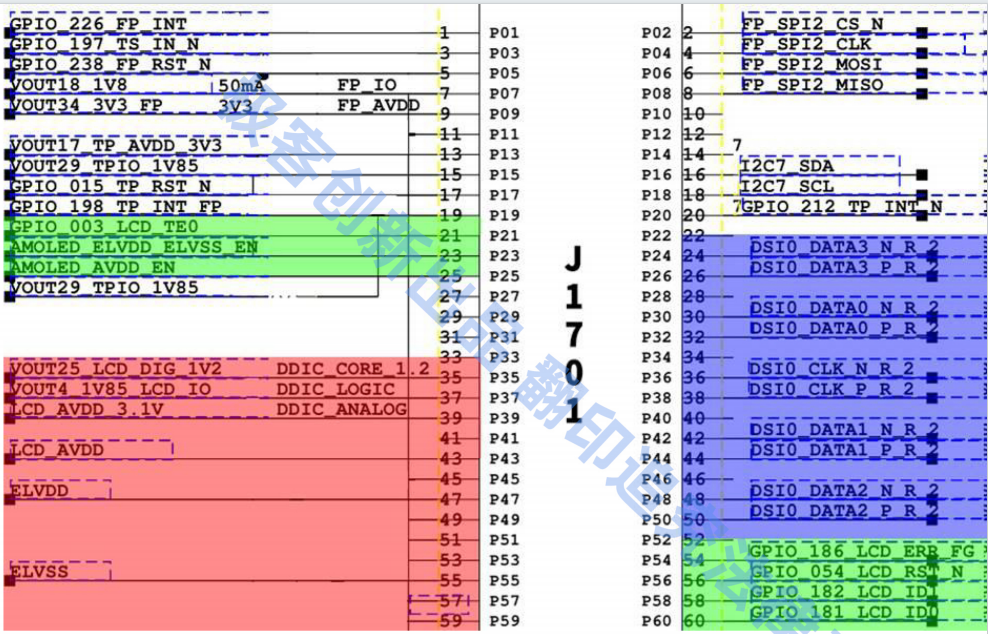 GPIO_226_FP_INT 1 P01 P02 2 FP_SPI2_CS_N
GPIO_197_TS_IN_N 3 P03 P04 4 FP_SPI2_CLK
GPIO_238_FP_RST_N 5 P05 P06 6 FP_SPI2_MOSI
VOUT18_1V8 50mA FP_IO 7 P07 P08 8 FP_SPI2_MISO
VOUT34_3V3_FP 3V3 FP_AVDD 9 P09 P10 10
11 P11 P12 12
VOUT17_TP_AVDD_3V3 13 P13 P14 14 7
VOUT29_TPIO_1V85 15 P15 P16 16 I2C7_SDA
GPIO_015_TP_RST_N 17 P17 P18 18 I2C7_SCL
GPIO_198_TP_INT_FP 19 P19 P20 20 7 GPIO_212_TP_INT_N
GPIO_003_LCD_TE0 21 P21 P22 22
AMOLED_ELVDD_ELVSS_EN 23 P23 P24 24 DSI0_DATA3_N_R_2
AMOLED_AVDD_EN 25 P25 P26 26 DSI0_DATA3_P_R_2
VOUT29_TPIO_1V85 27 P27 P28 28
29 P29 P30 30 DSI0_DATA0_N_R_2
31 P31 P32 32 DSI0_DATA0_P_R_2
33 P33 P34 34
VOUT25_LCD_DIG_1V2 DDIC_CORE_1.2 35 P35 P36 36 DSI0_CLK_N_R_2
VOUT4_1V85_LCD_IO DDIC_LOGIC 37 P37 P38 38 DSI0_CLK_P_R_2
LCD_AVDD_3.1V DDIC_ANALOG 39 P39 P40 40
41 P41 P42 42 DSI0_DATA1_N_R_2
LCD_AVDD 43 P43 P44 44 DSI0_DATA1_P_R_2
45 P45 P46 46
ELVDD 47 P47 P48 48 DSI0_DATA2_N_R_2
49 P49 P50 50 DSI0_DATA2_P_R_2
51 P51 P52 52
53 P53 P54 54 GPIO_186_LCD_ERR_FG
ELVSS 55 P55 P56 56 GPIO_054_LCD_RST_N
57 P57 P58 58 GPIO_182_LCD_ID1
59 P59 P60 60 GPIO_181_LCD_ID0
J1701
极客创新出品 翻印追究法律